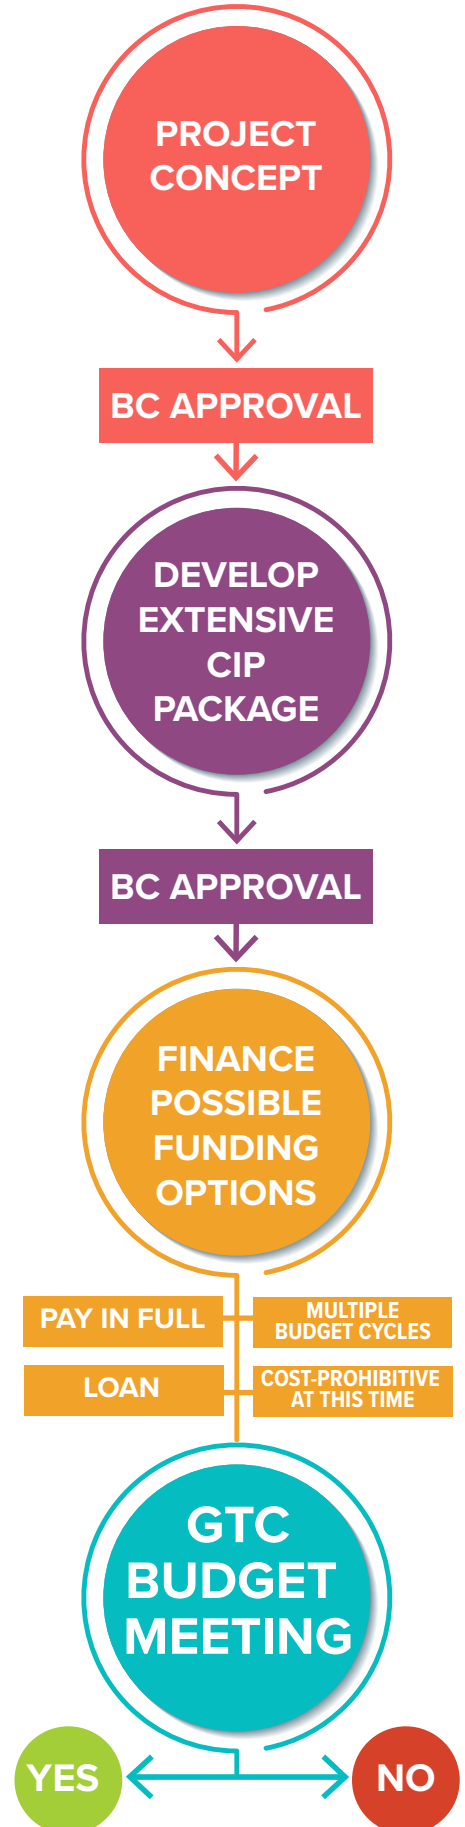 PROJECT
CONCEPT
BC APPROVAL
DEVELOP
EXTENSIVE
CIP
PACKAGE
BC APPROVAL
FINANCE
POSSIBLE
FUNDING
OPTIONS
PAY IN FULL
MULTIPLE
BUDGET CYCLES
LOAN
COST-PROHIBITIVE
AT THIS TIME
GTC
BUDGET
MEETING
YES
NO